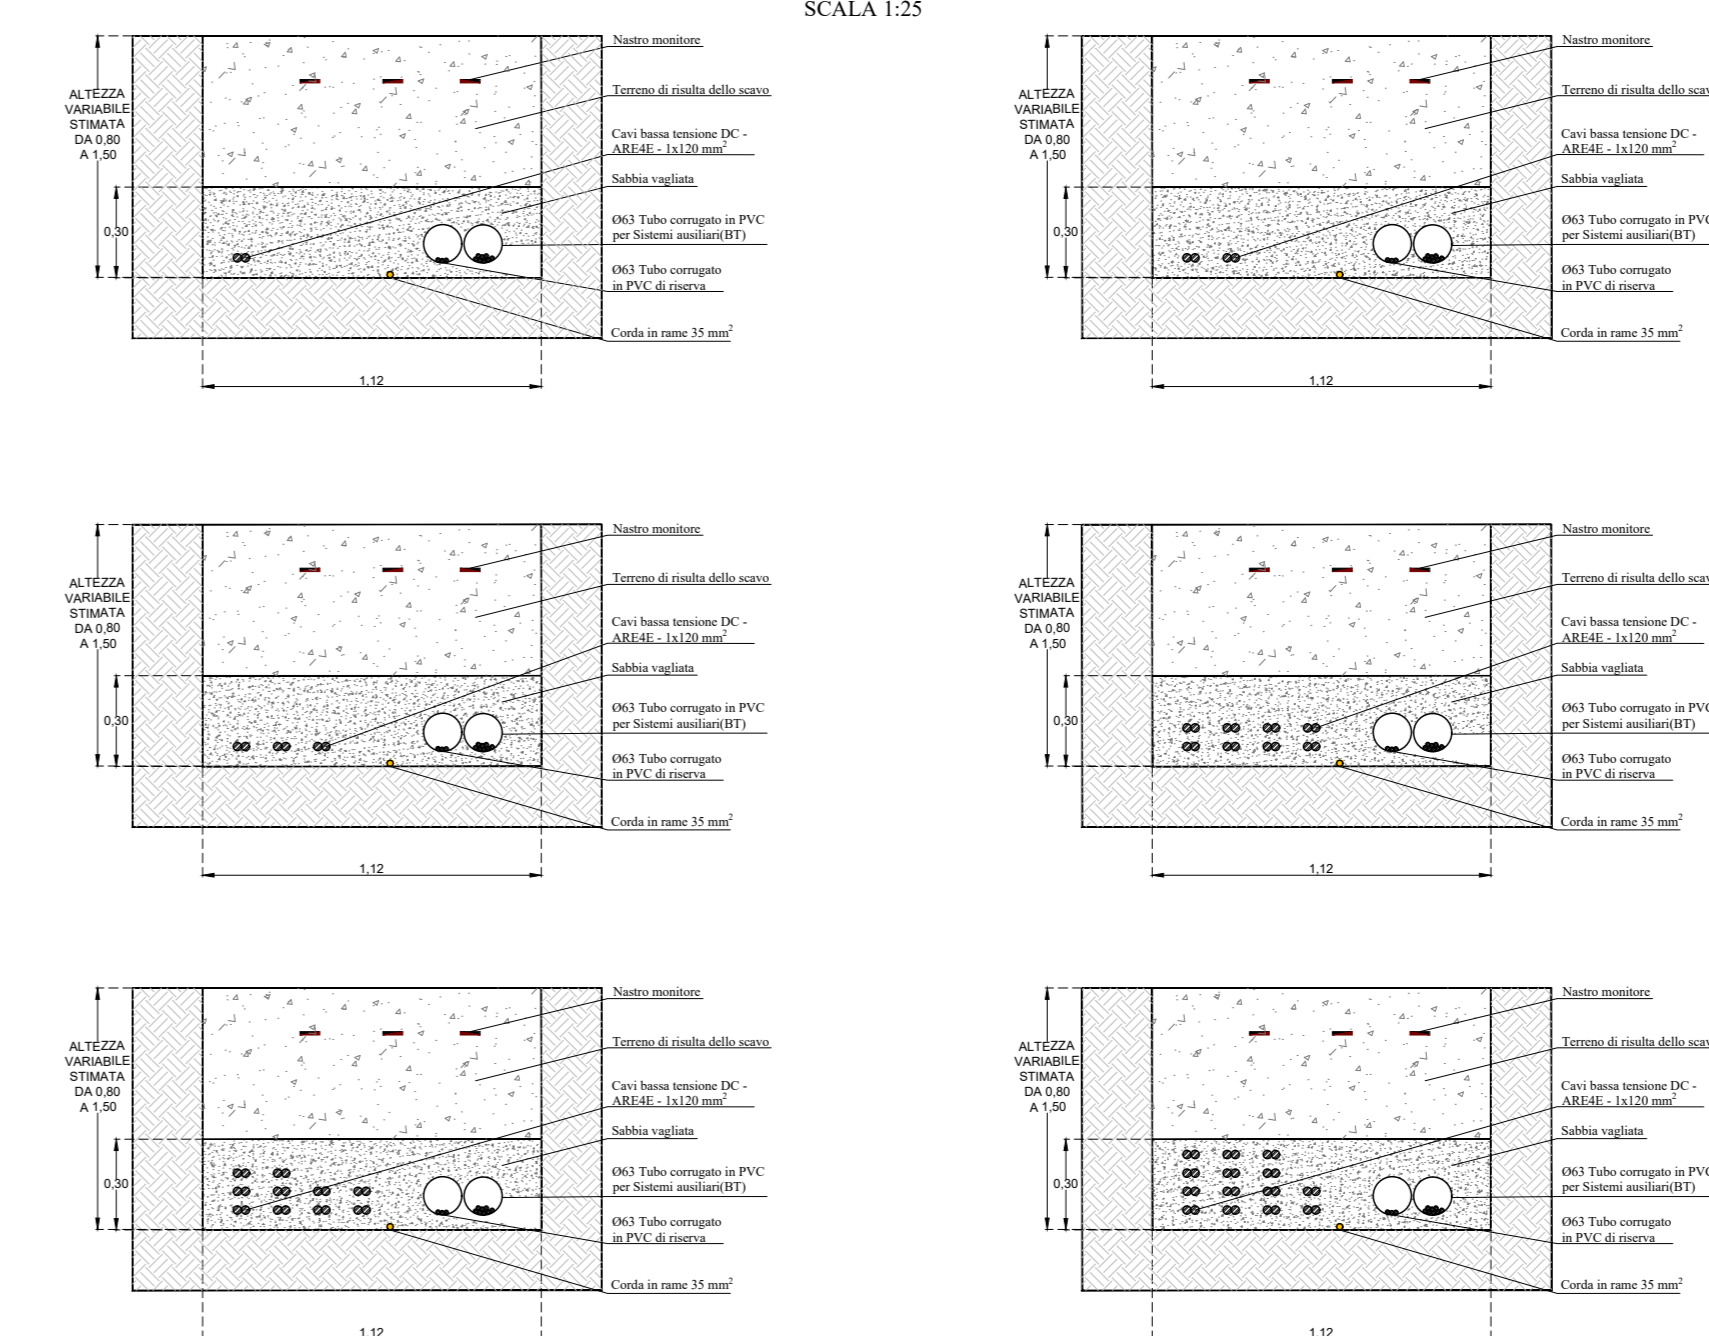 SCALA 1:25
Nastro monitore
Terreno di risulta dello scavo
ALTEZZA
VARIABILE
STIMATA
DA 0,80
A 1,50
Cavi bassa tensione DC -
ARE4E - 1x120 mm²
Sabbia vagliata
0,30
Ø63 Tubo corrugato in PVC
per Sistemi ausiliari(BT)
Ø63 Tubo corrugato
in PVC di riserva
Corda in rame 35 mm²
1,12
Nastro monitore
Terreno di risulta dello scav
ALTEZZA
VARIABILE
STIMATA
DA 0,80
A 1,50
Cavi bassa tensione DC -
ARE4E - 1x120 mm²
Sabbia vagliata
0,30
Ø63 Tubo corrugato in PVC
per Sistemi ausiliari(BT)
Ø63 Tubo corrugato
in PVC di riserva
Corda in rame 35 mm²
1,12
Nastro monitore
Terreno di risulta dello scavo
ALTEZZA
VARIABILE
STIMATA
DA 0,80
A 1,50
Cavi bassa tensione DC -
ARE4E - 1x120 mm²
Sabbia vagliata
0,30
Ø63 Tubo corrugato in PVC
per Sistemi ausiliari(BT)
Ø63 Tubo corrugato
in PVC di riserva
Corda in rame 35 mm²
1,12
Nastro monitore
Terreno di risulta dello scav
ALTEZZA
VARIABILE
STIMATA
DA 0,80
A 1,50
Cavi bassa tensione DC -
ARE4E - 1x120 mm²
Sabbia vagliata
0,30
Ø63 Tubo corrugato in PVC
per Sistemi ausiliari(BT)
Ø63 Tubo corrugato
in PVC di riserva
Corda in rame 35 mm²
1,12
Nastro monitore
Terreno di risulta dello scavo
ALTEZZA
VARIABILE
STIMATA
DA 0,80
A 1,50
Cavi bassa tensione DC -
ARE4E - 1x120 mm²
Sabbia vagliata
0,30
Ø63 Tubo corrugato in PVC
per Sistemi ausiliari(BT)
Ø63 Tubo corrugato
in PVC di riserva
Corda in rame 35 mm²
1,12
Nastro monitore
Terreno di risulta dello scav
ALTEZZA
VARIABILE
STIMATA
DA 0,80
A 1,50
Cavi bassa tensione DC -
ARE4E - 1x120 mm²
Sabbia vagliata
0,30
Ø63 Tubo corrugato in PVC
per Sistemi ausiliari(BT)
Ø63 Tubo corrugato
in PVC di riserva
Corda in rame 35 mm²
1,12